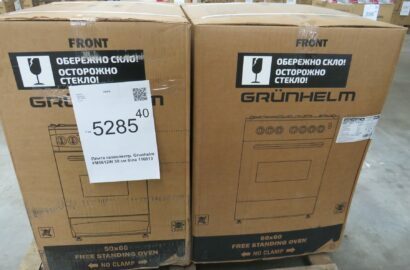 FRONT
ОБЕРЕЖНО СКЛО!
ОСТОРОЖНО
СТЕКЛО!
GRÜNHELM
5285 40
50x60
FREE STANDING OVEN
NO CLAMP
FRONT
ОБЕРЕЖНО СКЛО!
ОСТОРОЖНО
СТЕКЛО!
GRÜNHELM
60x60
FREE STANDING OVEN
NO CLAMP